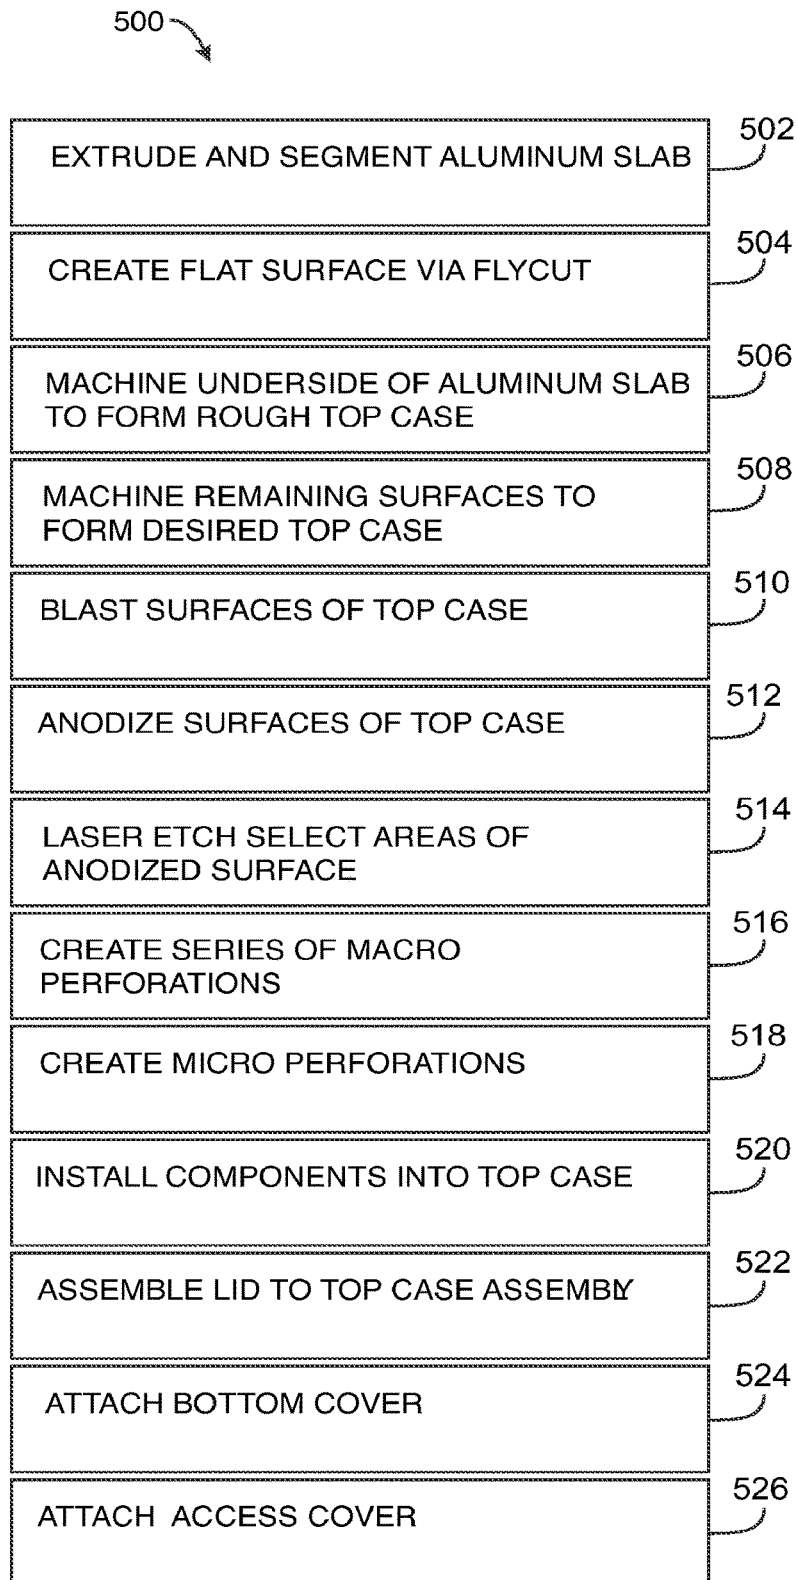 500
502
EXTRUDE AND SEGMENT ALUMINUM SLAB
504
CREATE FLAT SURFACE VIA FLYCUT
506
MACHINE UNDERSIDE OF ALUMINUM SLAB
TO FORM ROUGH TOP CASE
508
MACHINE REMAINING SURFACES TO
FORM DESIRED TOP CASE
510
BLAST SURFACES OF TOP CASE
512
ANODIZE SURFACES OF TOP CASE
514
LASER ETCH SELECT AREAS OF
ANODIZED SURFACE
516
CREATE SERIES OF MACRO
PERFORATIONS
518
CREATE MICRO PERFORATIONS
520
INSTALL COMPONENTS INTO TOP CASE
522
ASSEMBLE LID TO TOP CASE ASSEMBLY
524
ATTACH BOTTOM COVER
526
ATTACH ACCESS COVER